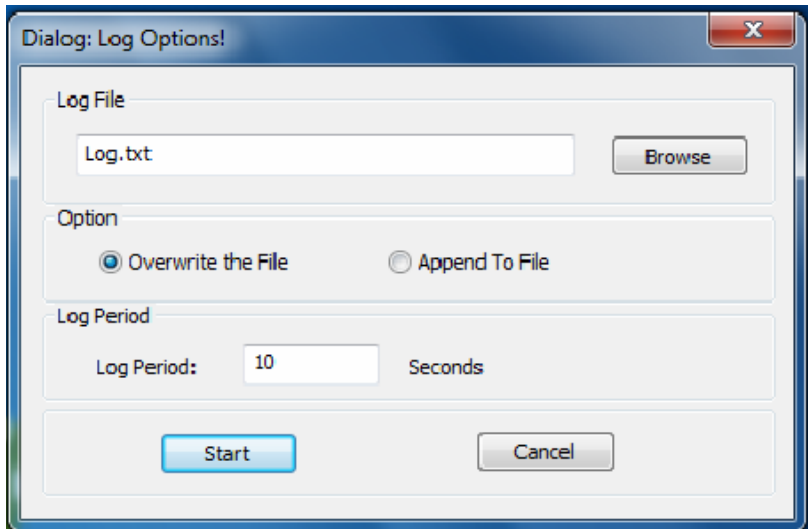 Dialog: Log Options!
Log File
Log.txt
Browse
Option
Overwrite the File
Append To File
Log Period
Log Period:
10
Seconds
Start
Cancel